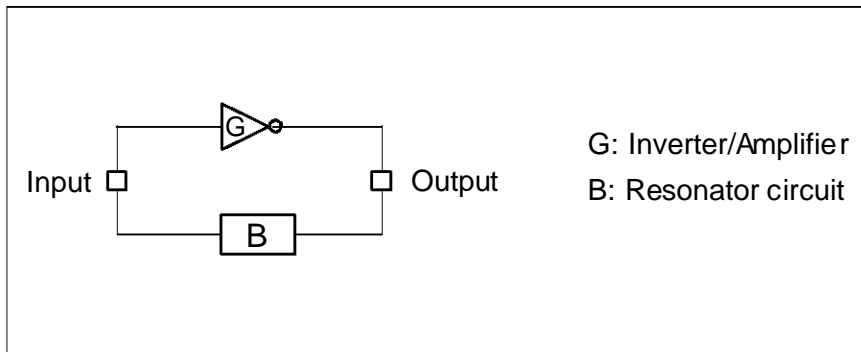 G
Input
Output
B
G: Inverter/Amplifier
B: Resonator circuit